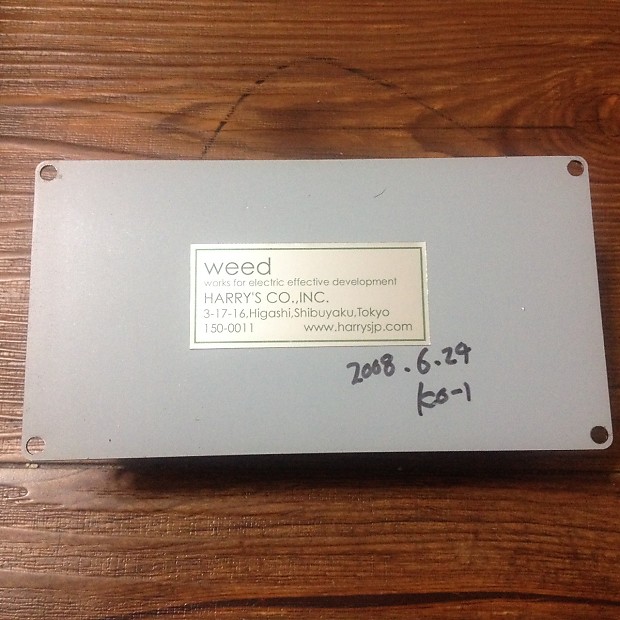 weed
works for electric effective development
HARRY'S CO.,INC.
3-17-16,Higashi,Shibuyaku,Tokyo
150-0011 www.harrysjp.com
2008.6.24
Ko-1